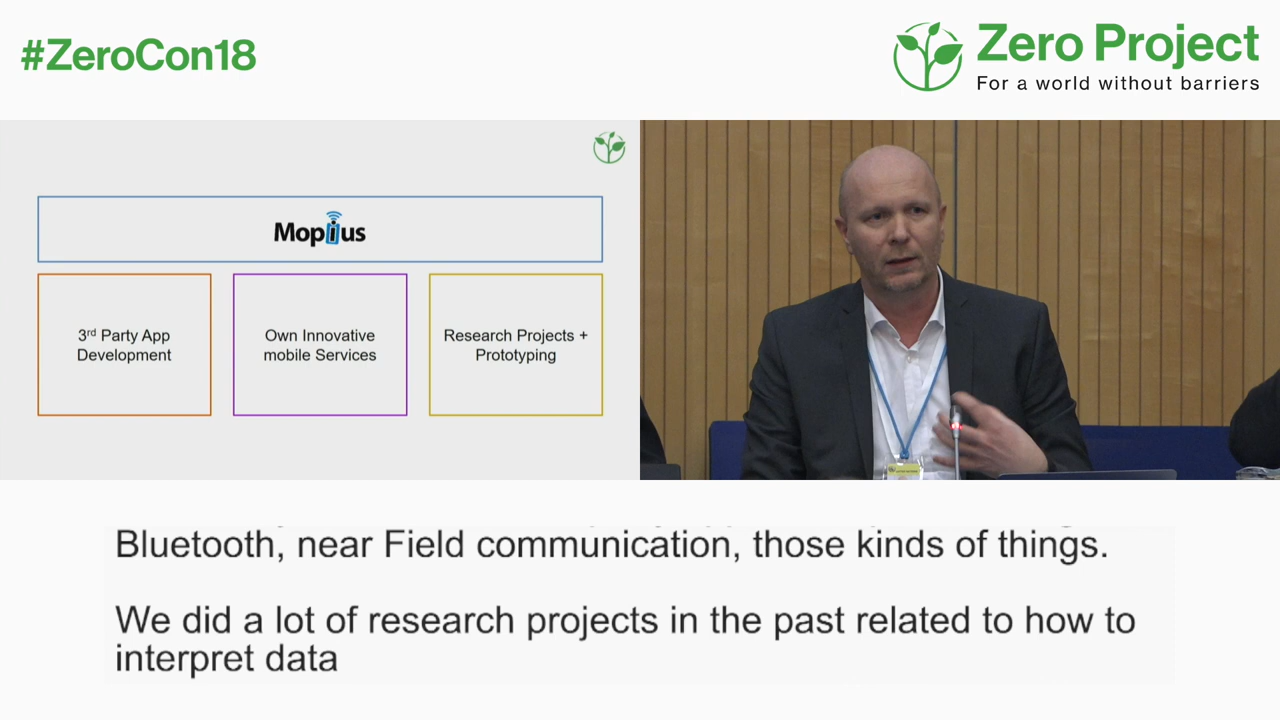 #ZeroCon18
Zero Project
For a world without barriers
Mopius
3rd Party App
Development
Own Innovative
mobile Services
Research Projects +
Prototyping
Bluetooth, near Field communication, those kinds of things.
We did a lot of research projects in the past related to how to
interpret data